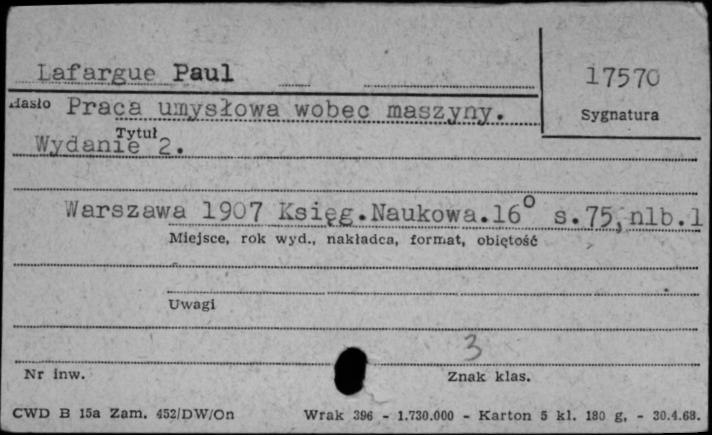 Lafargue Paul
17570
Hasło Praca umysłowa wobec maszyny.
Sygnatura
Tytuł
Wydanie 2.
Warszawa 1907 Księg.Naukowa.16° s.75,nlb.1
Miejsce, rok wyd., nakładca, format, objętość
Uwagi
3
Nr inw.
Znak klas.
CWD B 15a Zam. 452/DW/On
Wrak 396 - 1.730.000 - Karton 5 kl. 180 g, - 30.4.68.